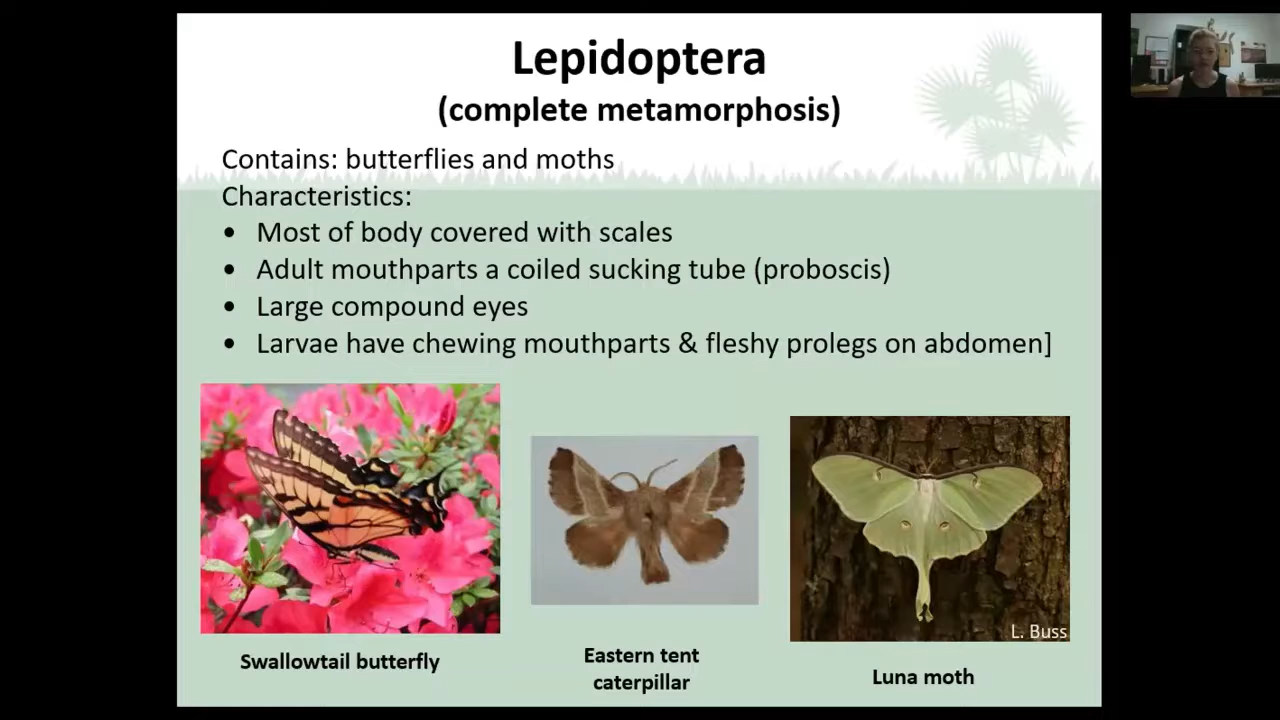 Lepidoptera
(complete metamorphosis)
Contains: butterflies and moths
Characteristics:
• Most of body covered with scales
• Adult mouthparts a coiled sucking tube (proboscis)
• Large compound eyes
• Larvae have chewing mouthparts & fleshy prolegs on abdomen]
L. Buss
Swallowtail butterfly
Eastern tent
caterpillar
Luna moth